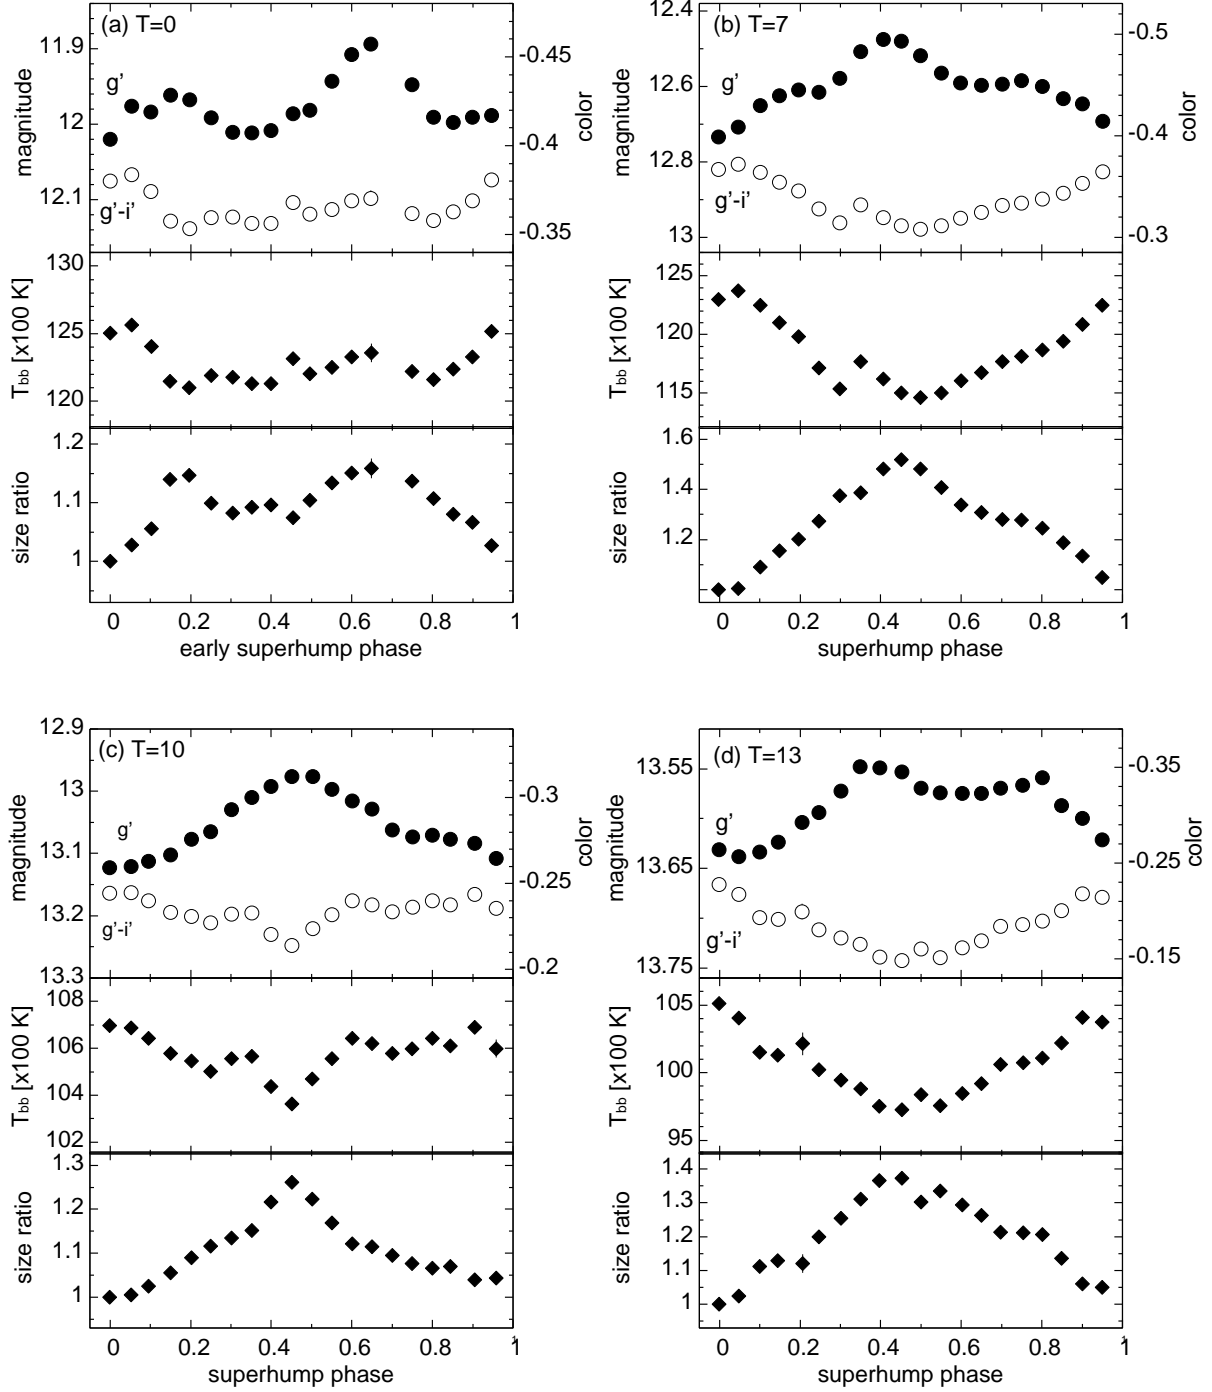 (a) T=0
11.9
12
12.1
magnitude
g’
g’-i’
-0.45
-0.4
-0.35
color
130
125
120
Tbb [x100 K]
1.2
1.1
1
size ratio
0 0.2 0.4 0.6 0.8 1
early superhump phase
(b) T=7
12.4
12.6
12.8
13
magnitude
g’
g’-i’
-0.5
-0.4
-0.3
color
125
120
115
Tbb [x100 K]
1.6
1.4
1.2
size ratio
0 0.2 0.4 0.6 0.8 1
superhump phase
(c) T=10
12.9
13
13.1
13.2
13.3
magnitude
g’
g’-i’
-0.3
-0.25
-0.2
color
108
106
104
102
Tbb [x100 K]
1.3
1.2
1.1
1
size ratio
0 0.2 0.4 0.6 0.8 1
superhump phase
(d) T=13
13.55
13.65
13.75
magnitude
g’
g’-i’
-0.35
-0.25
-0.15
color
105
100
95
Tbb [x100 K]
1.4
1.3
1.2
1.1
1
size ratio
0 0.2 0.4 0.6 0.8 1
superhump phase